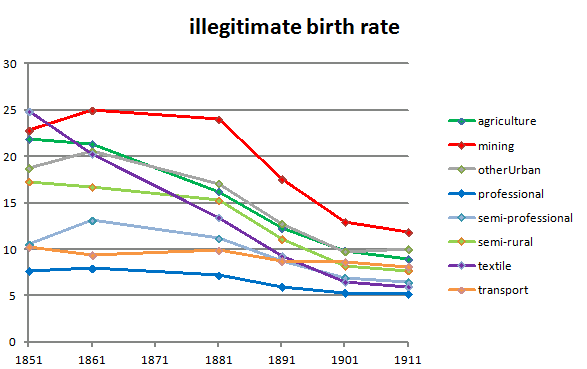 illegitimate birth rate
30
25
20
15
10
5
0
1851 1861 1871 1881 1891 1901 1911
agriculture
mining
otherUrban
professional
semi-professional
semi-rural
textile
transport